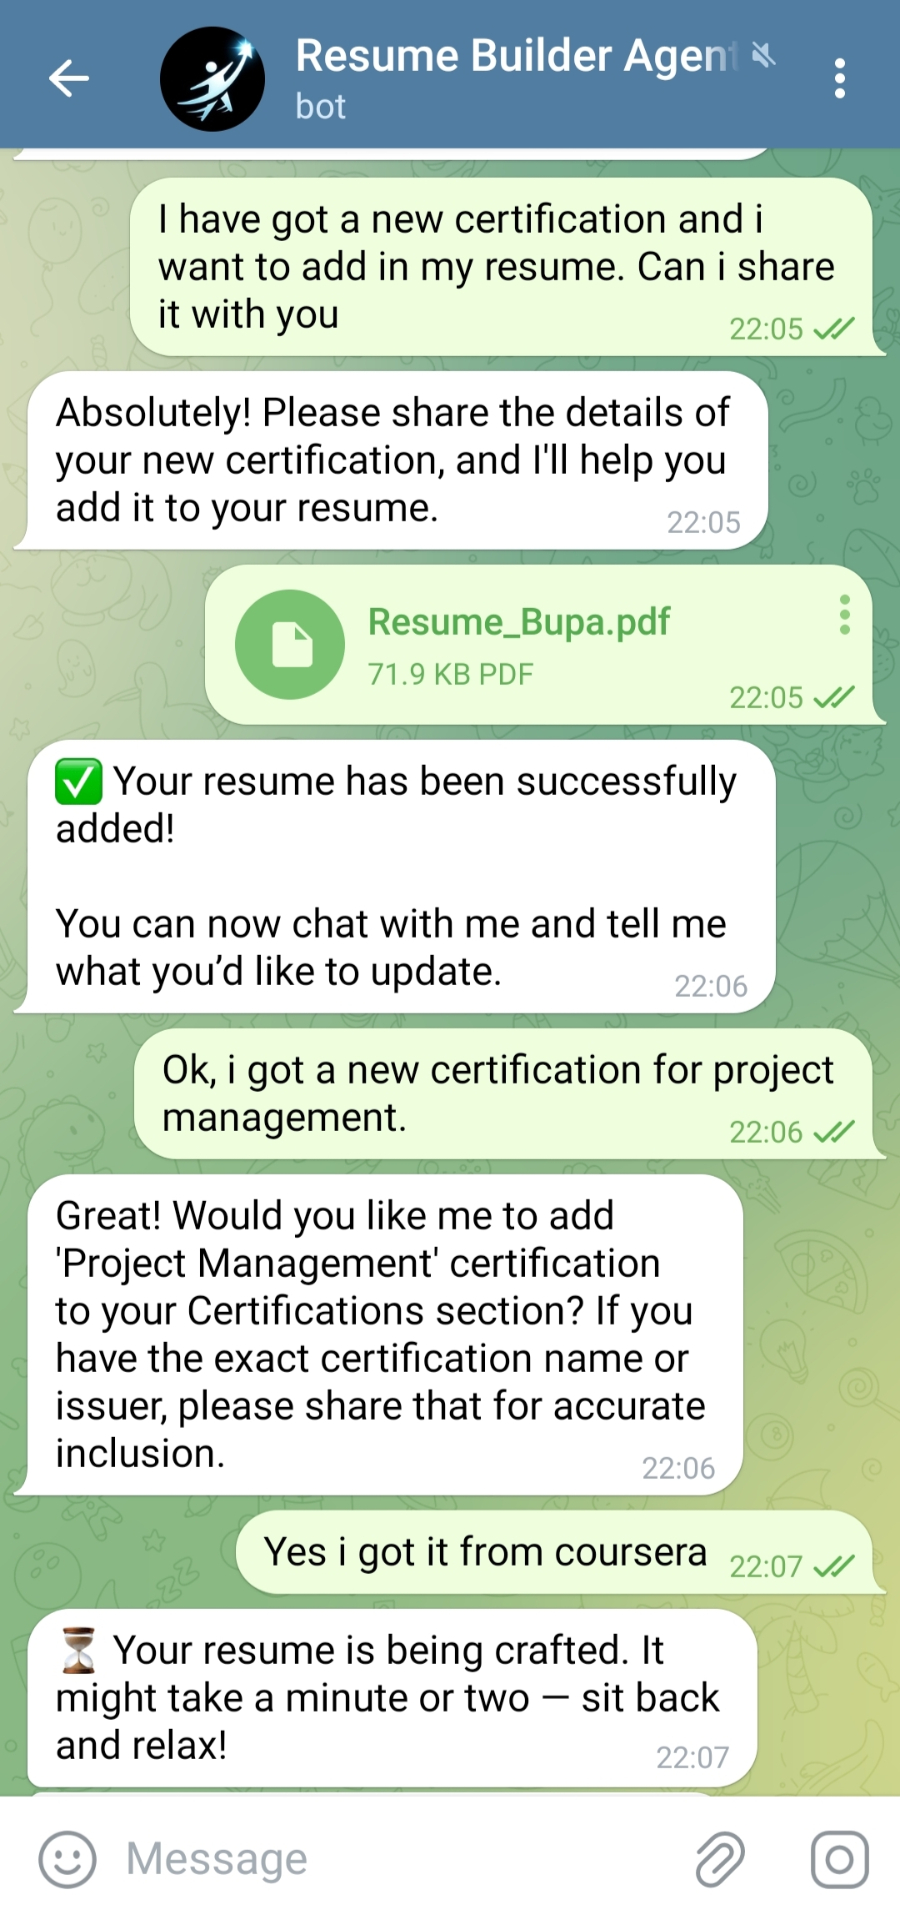 Resume Builder Agent
bot
I have got a new certification and i
want to add in my resume. Can i share
it with you
22:05
Absolutely! Please share the details of
your new certification, and I'll help you
add it to your resume.
22:05
Resume_Bupa.pdf
71.9 KB PDF
22:05
✅ Your resume has been successfully
added!
You can now chat with me and tell me
what you’d like to update.
22:06
Ok, i got a new certification for project
management.
22:06
Great! Would you like me to add
'Project Management' certification
to your Certifications section? If you
have the exact certification name or
issuer, please share that for accurate
inclusion.
22:06
Yes i got it from coursera
22:07
⏳ Your resume is being crafted. It
might take a minute or two — sit back
and relax!
22:07
Message